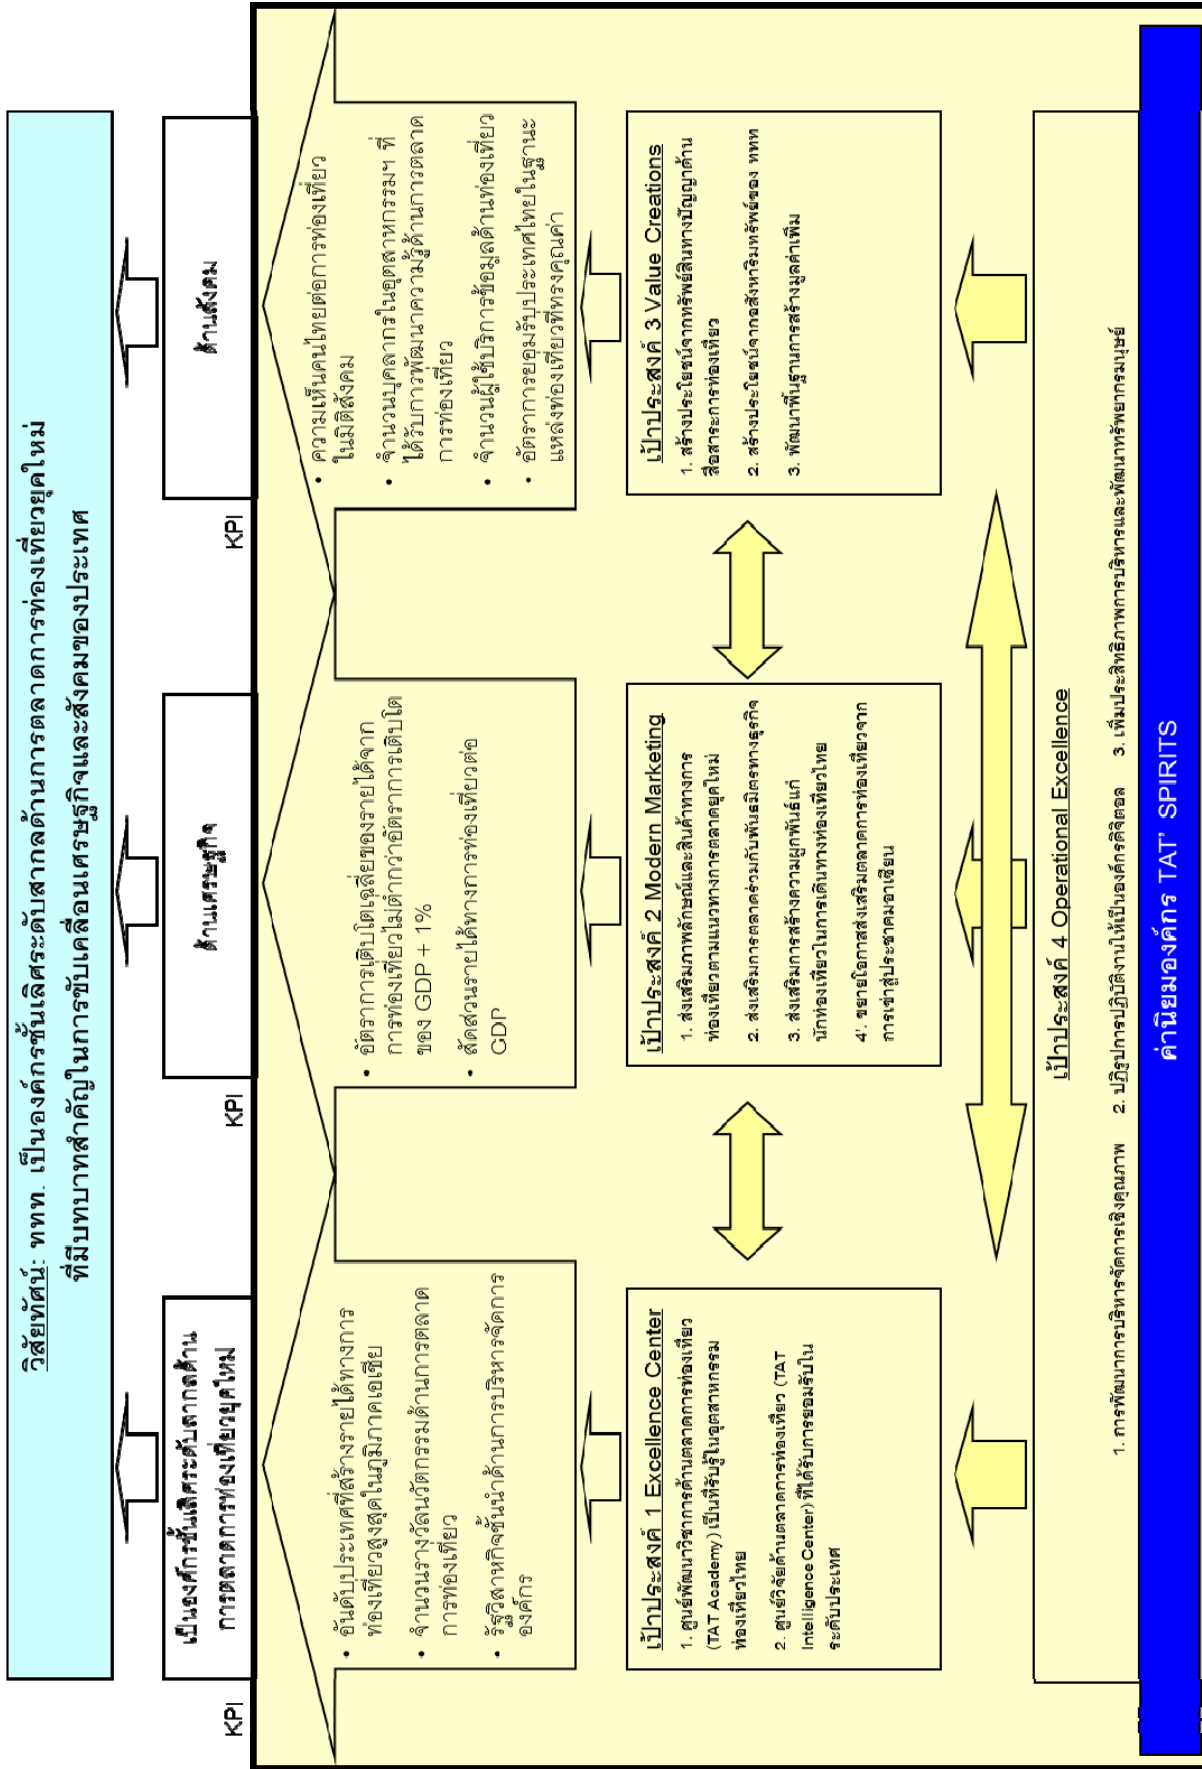 วิสัยทัศน์: ททท. เป็นองค์กรชั้นเลิศระดับสากลด้านการตลาดการท่องเที่ยวยุคใหม่
ที่มีบทบาทสำคัญในการขับเคลื่อนเศรษฐกิจและสังคมของประเทศ
เป็นองค์กรชั้นเลิศระดับสากลด้าน
การตลาดการท่องเที่ยวยุคใหม่
ด้านเศรษฐกิจ
ด้านสังคม
KPI
KPI
KPI
• อันดับประเทศที่สร้างรายได้ทางการ
ท่องเที่ยวสูงสุดในภูมิภาคเอเชีย
• จำนวนรางวัลนวัตกรรมด้านการตลาด
การท่องเที่ยว
• รัฐวิสาหกิจชั้นนำด้านการบริหารจัดการ
องค์กร
• อัตราการเติบโตเฉลี่ยของรายได้จาก
การท่องเที่ยวไม่ต่ำกว่าอัตราการเติบโต
ของ GDP + 1%
• สัดส่วนรายได้ทางการท่องเที่ยวต่อ
GDP
• ความเห็นคนไทยต่อการท่องเที่ยว
ในมิติสังคม
• จำนวนบุคลากรในอุตสาหกรรมฯ ที่
ได้รับการพัฒนาความรู้ด้านการตลาด
การท่องเที่ยว
• จำนวนผู้ใช้บริการข้อมูลด้านท่องเที่ยว
• อัตราการยอมรับประเทศไทยในฐานะ
แหล่งท่องเที่ยวที่ทรงคุณค่า
เป้าประสงค์ 1 Excellence Center
1. ศูนย์พัฒนาวิชาการด้านตลาดการท่องเที่ยว
(TAT Academy) เป็นที่รับรู้ในอุตสาหกรรม
ท่องเที่ยวไทย
2. ศูนย์วิจัยด้านตลาดการท่องเที่ยว (TAT
Intelligence Center) ที่ได้รับการยอมรับใน
ระดับประเทศ
เป้าประสงค์ 2 Modern Marketing
1. ส่งเสริมภาพลักษณ์และสินค้าทางการ
ท่องเที่ยวตามแนวทางการตลาดยุคใหม่
2. ส่งเสริมการตลาดร่วมกับพันธมิตรทางธุรกิจ
3. ส่งเสริมการสร้างความผูกพันธ์แก่
นักท่องเที่ยวในการเดินทางท่องเที่ยวไทย
4'. ขยายโอกาสส่งเสริมตลาดการท่องเที่ยวจาก
การเข้าสู่ประชาคมอาเซียน
เป้าประสงค์ 3 Value Creations
1. สร้างประโยชน์จากทรัพย์สินทางปัญญาด้าน
สื่อสาระการท่องเที่ยว
2. สร้างประโยชน์จากอสังหาริมทรัพย์ของ ททท
3. พัฒนาพื้นฐานการสร้างมูลค่าเพิ่ม
เป้าประสงค์ 4 Operational Excellence
1. การพัฒนาการบริหารจัดการเชิงคุณภาพ 2. ปฏิรูปการปฏิบัติงานให้เป็นองค์กรดิจิตอล 3. เพิ่มประสิทธิภาพการบริหารและพัฒนาทรัพยากรมนุษย์
ค่านิยมองค์กร TAT' SPIRITS